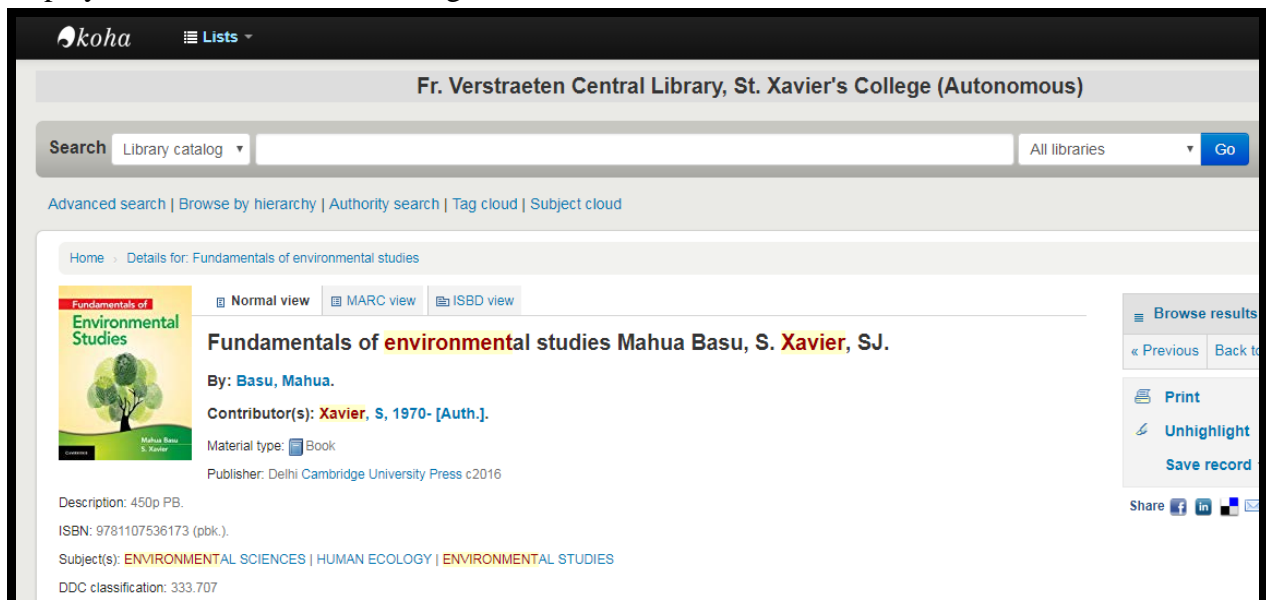 koha Lists
Fr. Verstraeten Central Library, St. Xavier's College (Autonomous)
Search Library catalog All libraries Go
Advanced search | Browse by hierarchy | Authority search | Tag cloud | Subject cloud
Home › Details for: Fundamentals of environmental studies
Fundamentals of
Environmental
Studies
Mahua Basu
S. Xavier
Normal view MARC view ISBD view
Fundamentals of environmental studies Mahua Basu, S. Xavier, SJ.
By: Basu, Mahua.
Contributor(s): Xavier, S, 1970- [Auth.].
Material type: Book
Publisher: Delhi Cambridge University Press c2016
Description: 450p PB.
ISBN: 9781107536173 (pbk.).
Subject(s): ENVIRONMENTAL SCIENCES | HUMAN ECOLOGY | ENVIRONMENTAL STUDIES
DDC classification: 333.707
Browse results
« Previous Back to
Print
Unhighlight
Save record
Share